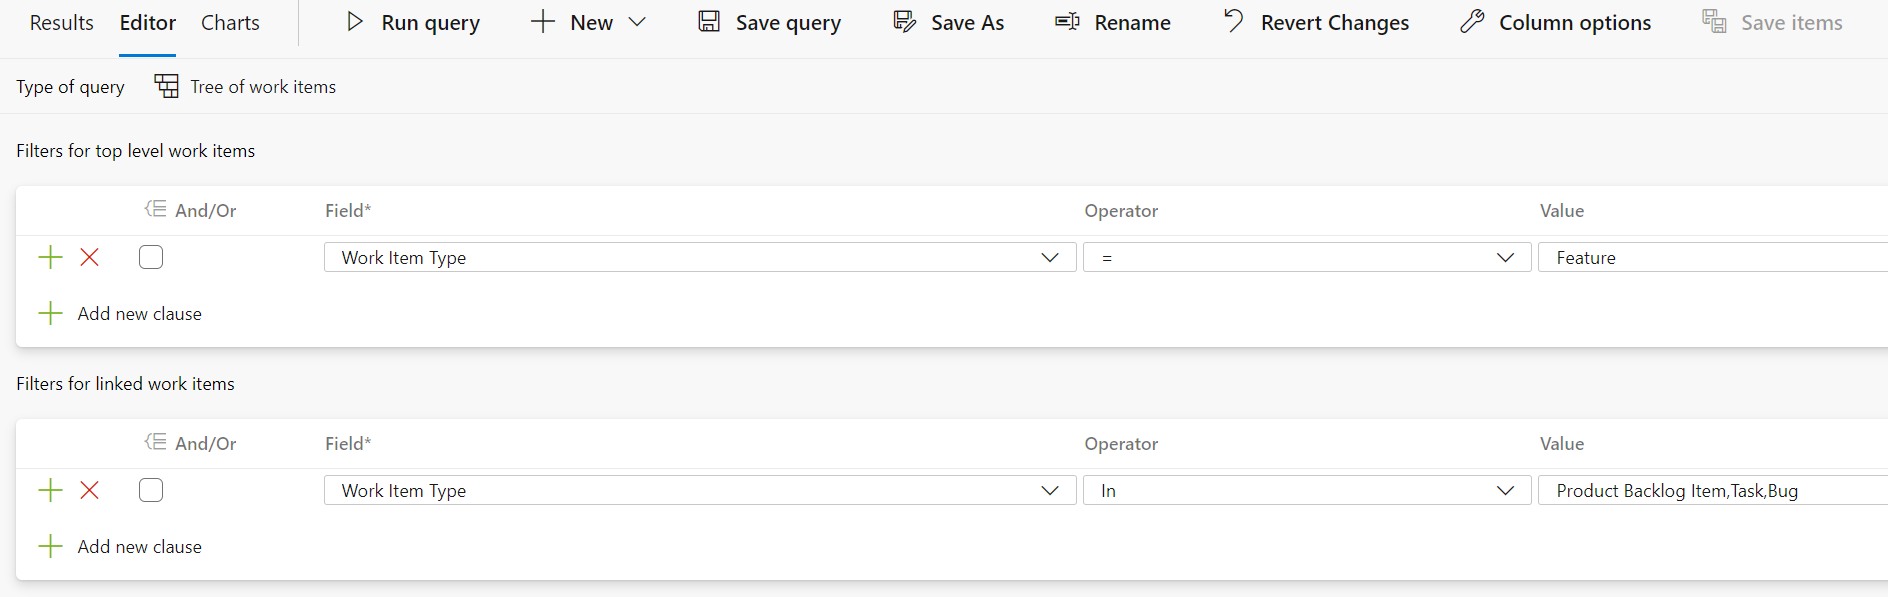 Results Editor Charts Run query New Save query Save As Rename Revert Changes Column options Save items
Type of query Tree of work items
Filters for top level work items
And/Or Field* Operator Value
Work Item Type = Feature
Add new clause
Filters for linked work items
And/Or Field* Operator Value
Work Item Type In Product Backlog Item,Task,Bug
Add new clause